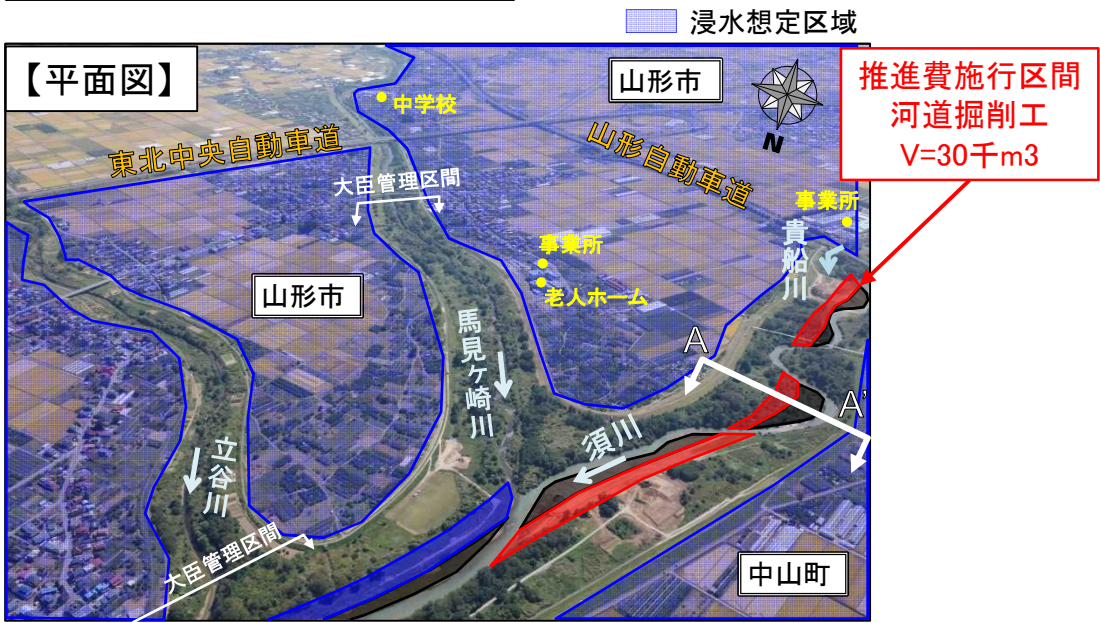 浸水想定区域
【平面図】
山形市
推進費施行区間
河道掘削工
V=30千m3
中学校
N
東北中央自動車道
山形自動車道
大臣管理区間
事業所
貴船川
事業所
老人ホーム
山形市
馬見ヶ崎川
A
A'
須川
立谷川
大臣管理区間
中山町